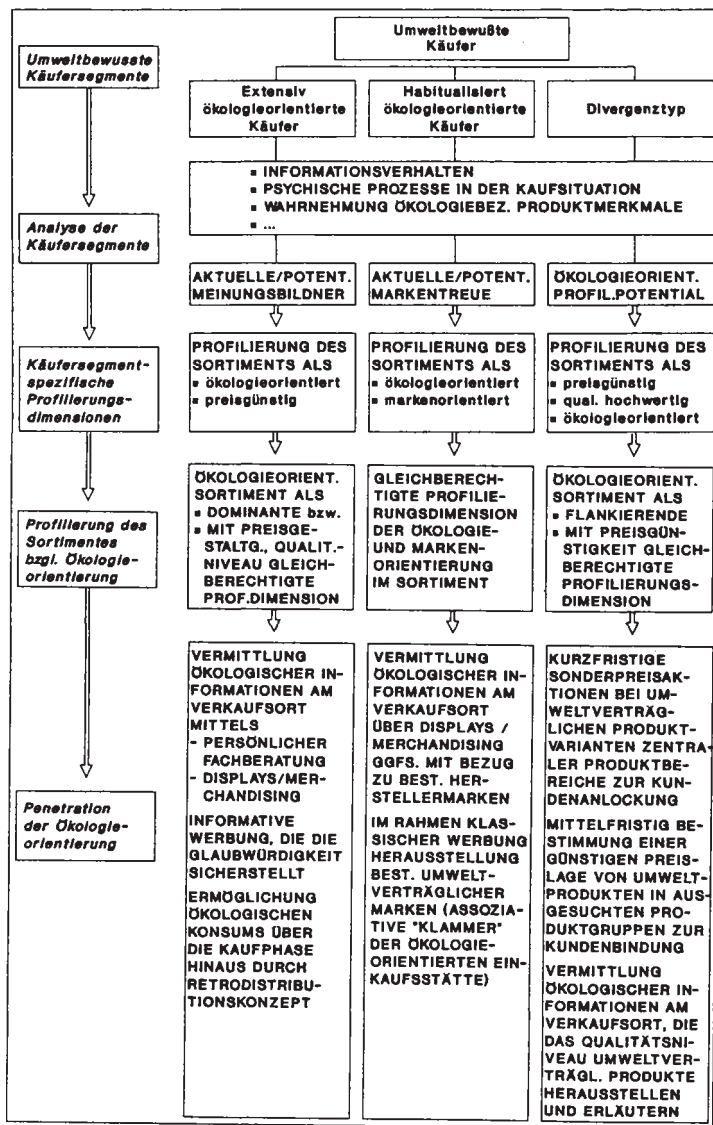 Umweltbewusste
Käufersegmente
Analyse der
Käufersegmente
Käufersegment-
spezifische
Profilierungs-
dimensionen
Profilierung des
Sortimentes
bzgl. Ökologie-
orientierung
Penetration
der Ökologie-
orientierung
Umweltbewußte
Käufer
Extensiv
ökologieorientierte
Käufer
Habitualisiert
ökologieorientierte
Käufer
Divergenztyp
▪ INFORMATIONSVERHALTEN
▪ PSYCHISCHE PROZESSE IN DER KAUFSITUATION
▪ WAHRNEHMUNG ÖKOLOGIEBEZ. PRODUKTMERKMALE
▪ ...
AKTUELLE/POTENT.
MEINUNGSBILDNER
AKTUELLE/POTENT.
MARKENTREUE
ÖKOLOGIEORIENT.
PROFIL.POTENTIAL
PROFILIERUNG DES
SORTIMENTS ALS
▪ ökologieorientiert
▪ preisgünstig
PROFILIERUNG DES
SORTIMENTS ALS
▪ ökologieorientiert
▪ markenorientiert
PROFILIERUNG DES
SORTIMENTS ALS
▪ preisgünstig
▪ qual. hochwertig
▪ ökologieorientiert
ÖKOLOGIEORIENT.
SORTIMENT ALS
▪ DOMINANTE bzw.
▪ MIT PREISGE-
STALTG., QUALIT.-
NIVEAU GLEICH-
BERECHTIGTE
PROF.DIMENSION
GLEICHBERECH-
TIGTE PROFILIE-
RUNGSDIMENSION
DER ÖKOLOGIE-
UND MARKEN-
ORIENTIERUNG
IM SORTIMENT
ÖKOLOGIEORIENT.
SORTIMENT ALS
▪ FLANKIERENDE
▪ MIT PREISGÜN-
STIGKEIT GLEICH-
BERECHTIGTE
PROFILIERUNGS-
DIMENSION
VERMITTLUNG
ÖKOLOGISCHER IN-
FORMATIONEN AM
VERKAUFSORT
MITTELS
- PERSÖNLICHER
FACHBERATUNG
- DISPLAYS/MER-
CHANDISING
INFORMATIVE
WERBUNG, DIE DIE
GLAUBWÜRDIGKEIT
SICHERSTELLT
ERMÖGLICHUNG
ÖKOLOGISCHEN
KONSUMS ÜBER
DIE KAUFPHASE
HINAUS DURCH
RETRODISTRIBU-
TIONSKONZEPT
VERMITTLUNG
ÖKOLOGISCHER IN-
FORMATIONEN AM
VERKAUFSORT
ÜBER DISPLAYS /
MERCHANDISING
GGFS. MIT BEZUG
ZU BEST. HER-
STELLERMARKEN
IM RAHMEN KLAS-
SISCHER WERBUNG
HERAUSSTELLUNG
BEST. UMWELT-
VERTRÄGLICHER
MARKEN (ASSOZIA-
TIVE "KLAMMER"
DER ÖKOLOGIE-
ORIENTIERTEN EIN-
KAUFSSTÄTTE)
KURZFRISTIGE
SONDERPREISAK-
TIONEN BEI UM-
WELTVERTRÄG-
LICHEN PRODUKT-
VARIANTEN ZENTRA-
LER PRODUKTBE-
REICHE ZUR KUN-
DENANLOCKUNG
MITTELFRISTIG BE-
STIMMUNG EINER
GÜNSTIGEN PREIS-
LAGE VON UMWELT-
PRODUKTEN IN AUS-
GESUCHTEN PRO-
DUKTGRUPPEN ZUR
KUNDENBINDUNG
VERMITTLUNG
ÖKOLOGISCHER IN-
FORMATIONEN AM
VERKAUFSORT, DIE
DAS QUALITÄTSNI-
VEAU UMWELTVER-
TRÄGL. PRODUKTE
HERAUSSTELLEN
UND ERLÄUTERN